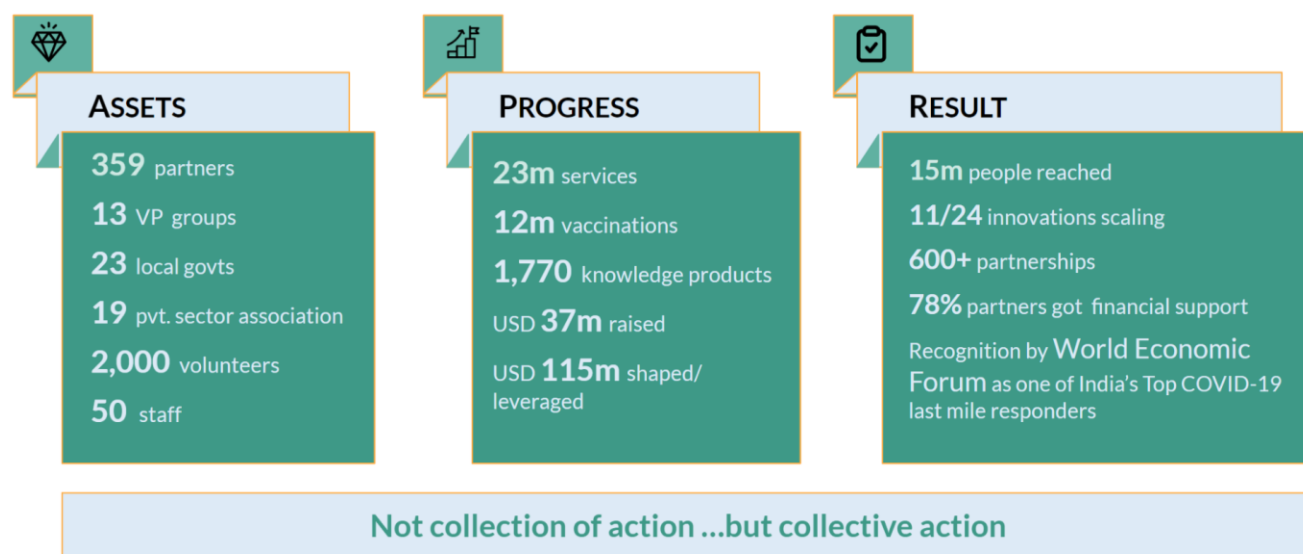 ASSETS
359 partners
13 VP groups
23 local govts
19 pvt. sector association
2,000 volunteers
50 staff
PROGRESS
23m services
12m vaccinations
1,770 knowledge products
USD 37m raised
USD 115m shaped/
leveraged
RESULT
15m people reached
11/24 innovations scaling
600+ partnerships
78% partners got financial support
Recognition by World Economic
Forum as one of India’s Top COVID-19
last mile responders
Not collection of action ...but collective action